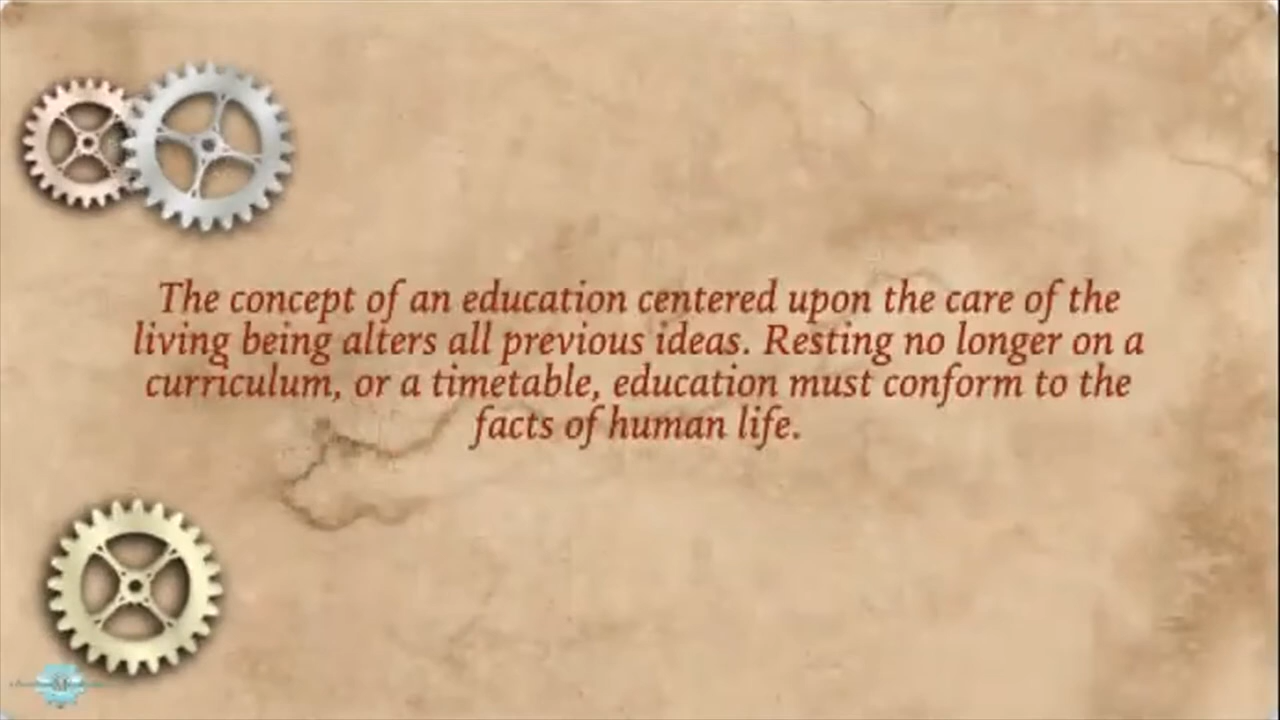 The concept of an education centered upon the care of the
living being alters all previous ideas. Resting no longer on a
curriculum, or a timetable, education must conform to the
facts of human life.